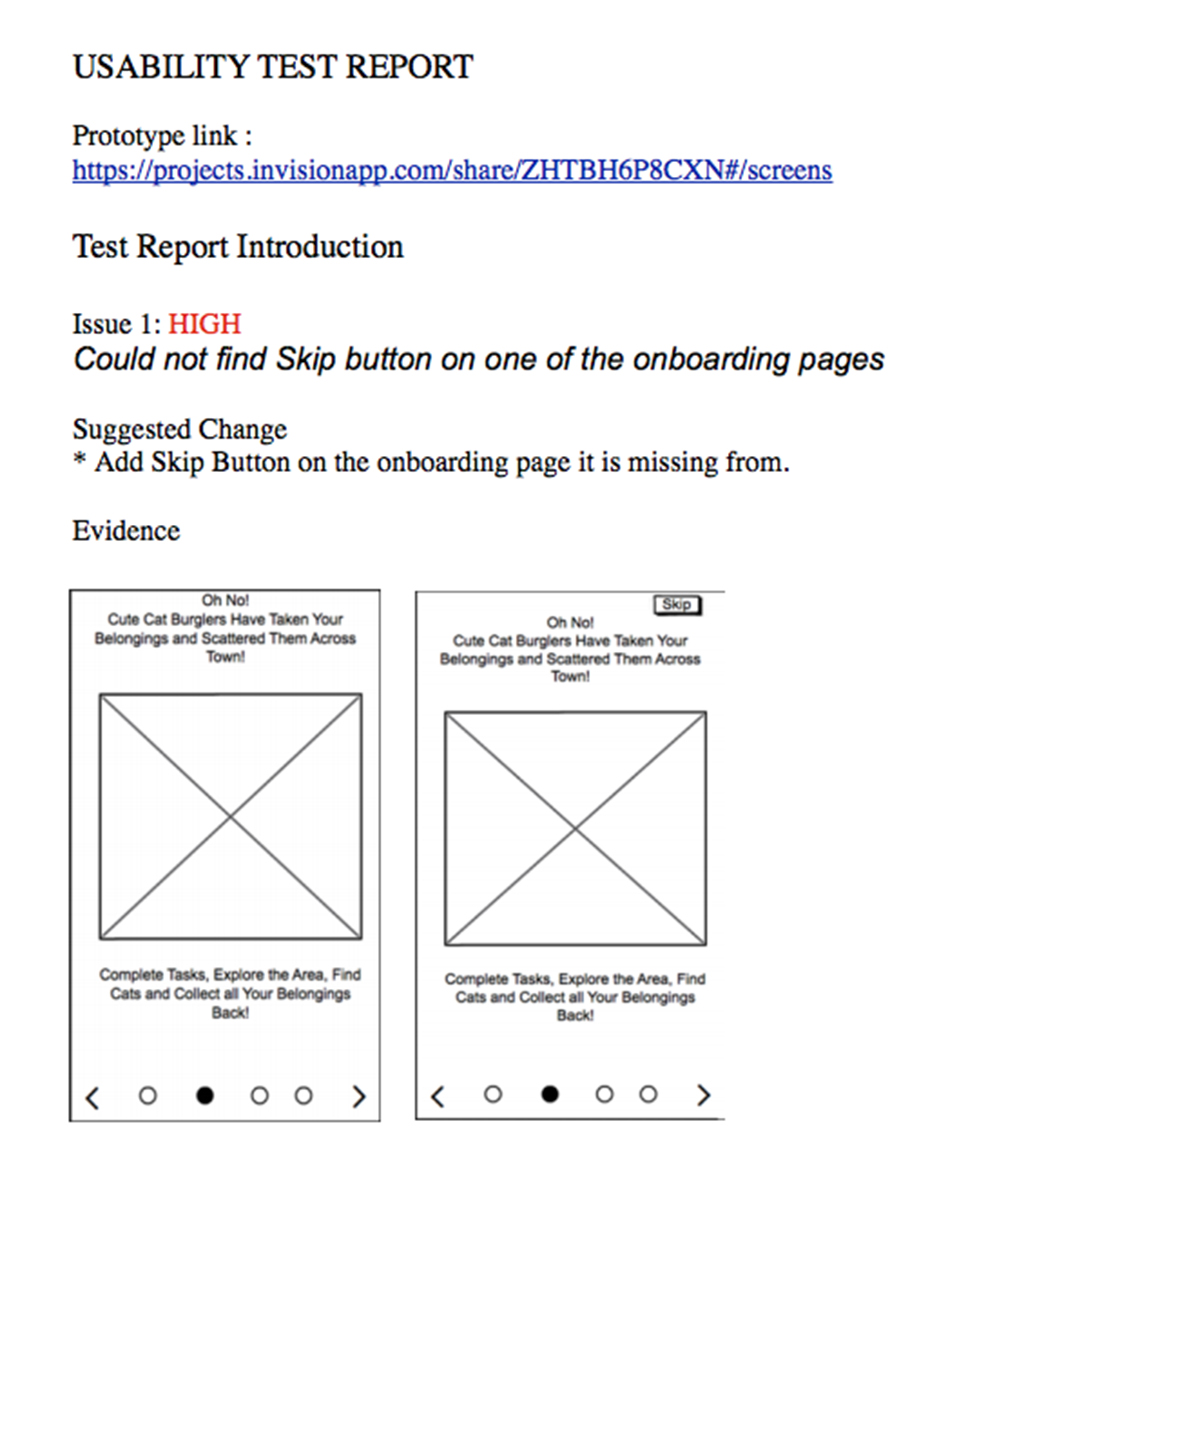 USABILITY TEST REPORT
Prototype link :
https://projects.invisionapp.com/share/ZHTBH6P8CXN#/screens
Test Report Introduction
Issue 1: HIGH
Could not find Skip button on one of the onboarding pages
Suggested Change
* Add Skip Button on the onboarding page it is missing from.
Evidence
Oh No!
Cute Cat Burglers Have Taken Your
Belongings and Scattered Them Across
Town!
Complete Tasks, Explore the Area, Find
Cats and Collect all Your Belongings
Back!
Skip
Oh No!
Cute Cat Burglers Have Taken Your
Belongings and Scattered Them Across
Town!
Complete Tasks, Explore the Area, Find
Cats and Collect all Your Belongings
Back!